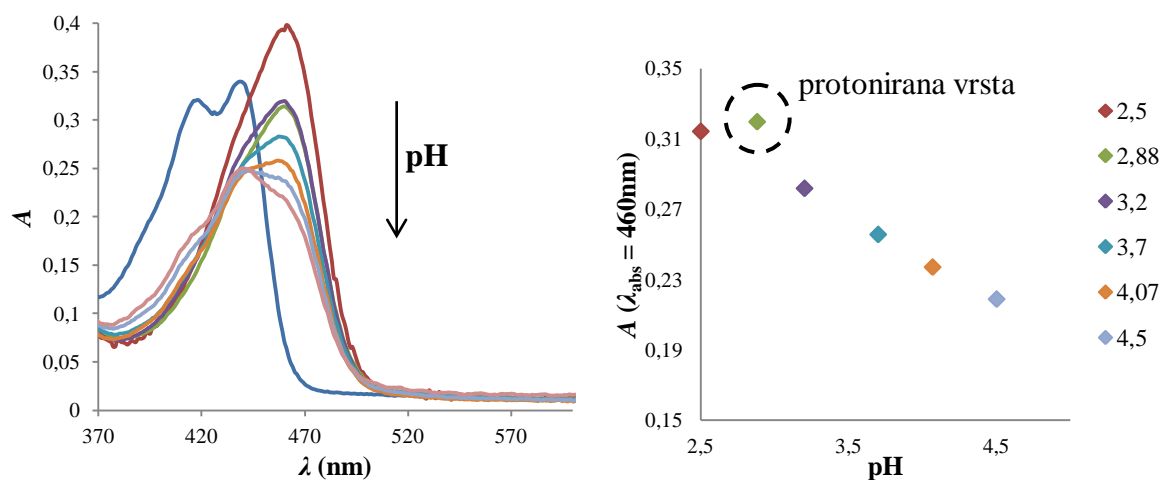 A
0,4
0,35
0,3
0,25
0,2
0,15
0,1
0,05
0
370 420 470 520 570
λ (nm)
pH
A (λabs = 460nm)
0,35
0,31
0,27
0,23
0,19
0,15
2,5 3,5 4,5
pH
protonirana vrsta
2,5
2,88
3,2
3,7
4,07
4,5